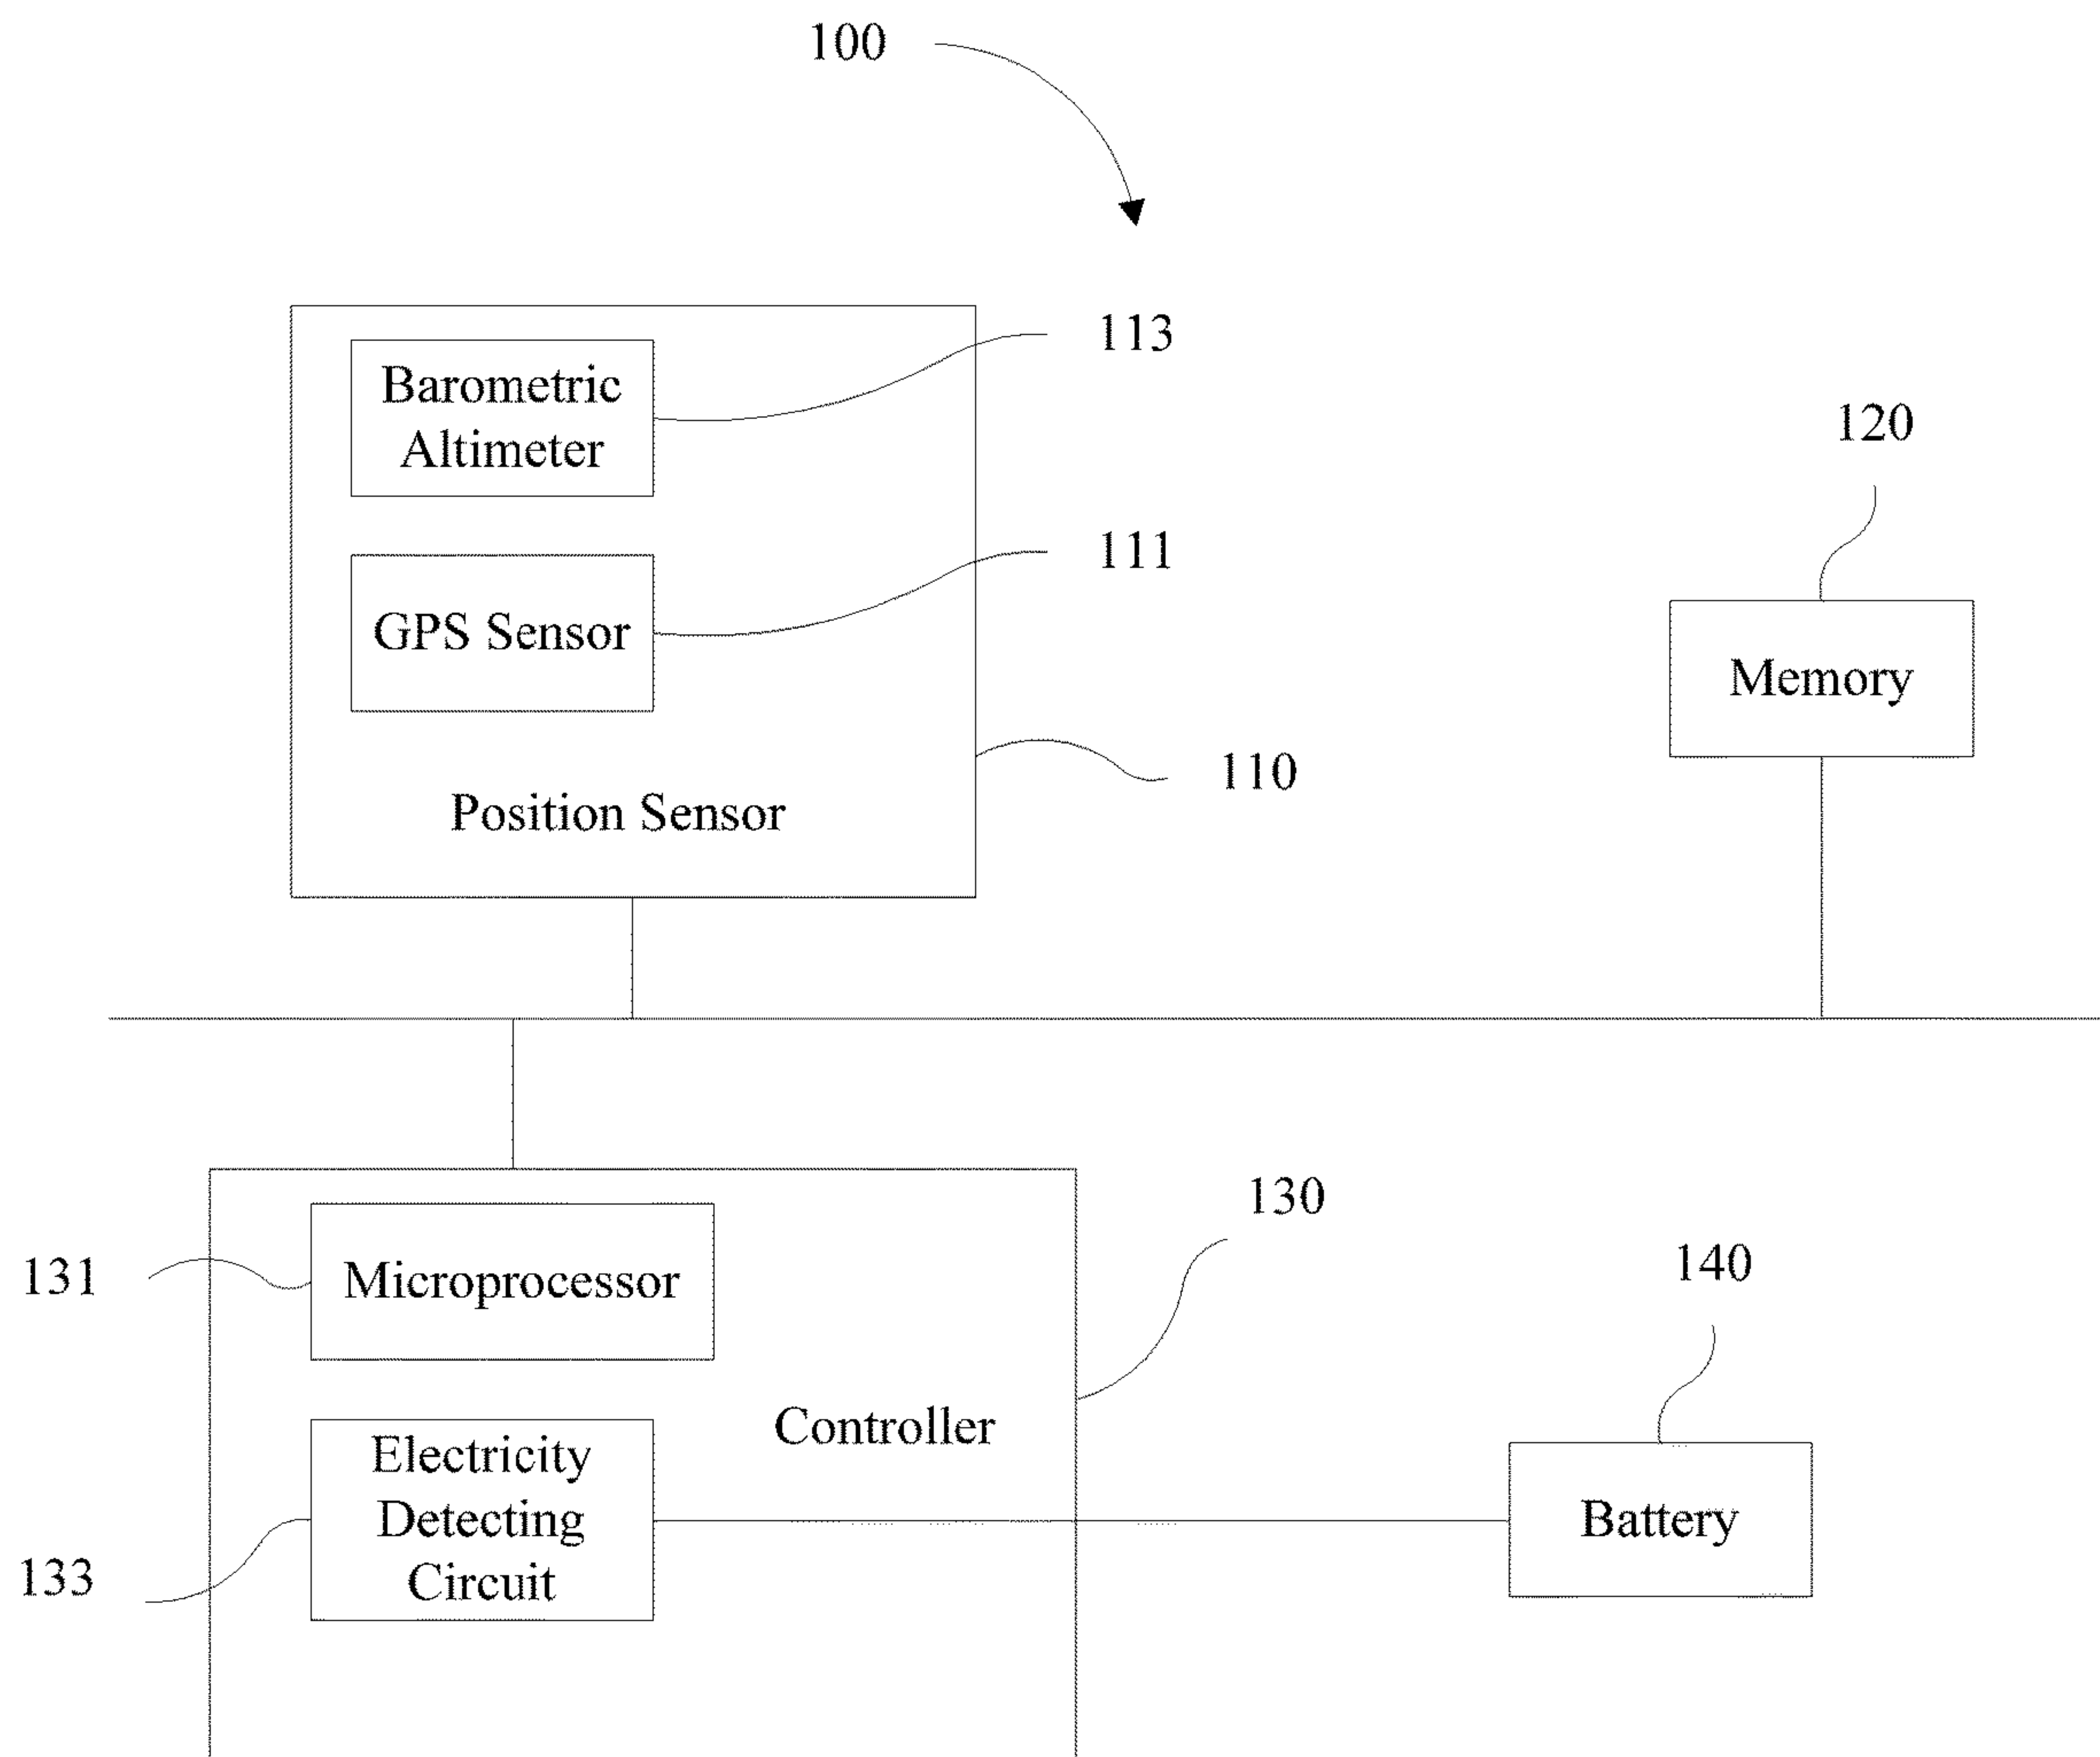 100
113
Barometric
Altimeter
120
111
GPS Sensor
Memory
110
Position Sensor
130
140
131
Microprocessor
Controller
Electricity
Detecting
Circuit
Battery
133